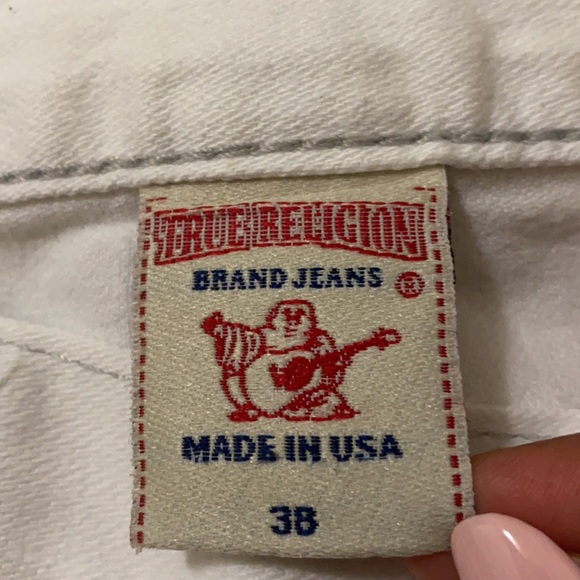 TRUE RELIGION
BRAND JEANS ®
MADE IN USA
38